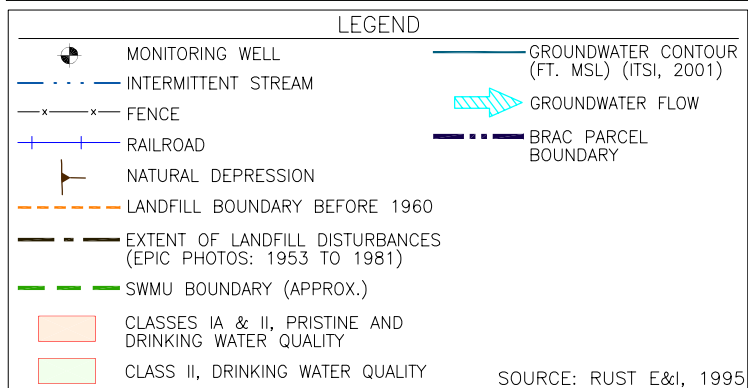 LEGEND
MONITORING WELL
INTERMITTENT STREAM
x x FENCE
RAILROAD
NATURAL DEPRESSION
LANDFILL BOUNDARY BEFORE 1960
EXTENT OF LANDFILL DISTURBANCES
(EPIC PHOTOS: 1953 TO 1981)
SWMU BOUNDARY (APPROX.)
CLASSES IA & II, PRISTINE AND
DRINKING WATER QUALITY
CLASS II, DRINKING WATER QUALITY
GROUNDWATER CONTOUR
(FT. MSL) (ITSI, 2001)
GROUNDWATER FLOW
BRAC PARCEL
BOUNDARY
SOURCE: RUST E&I, 1995